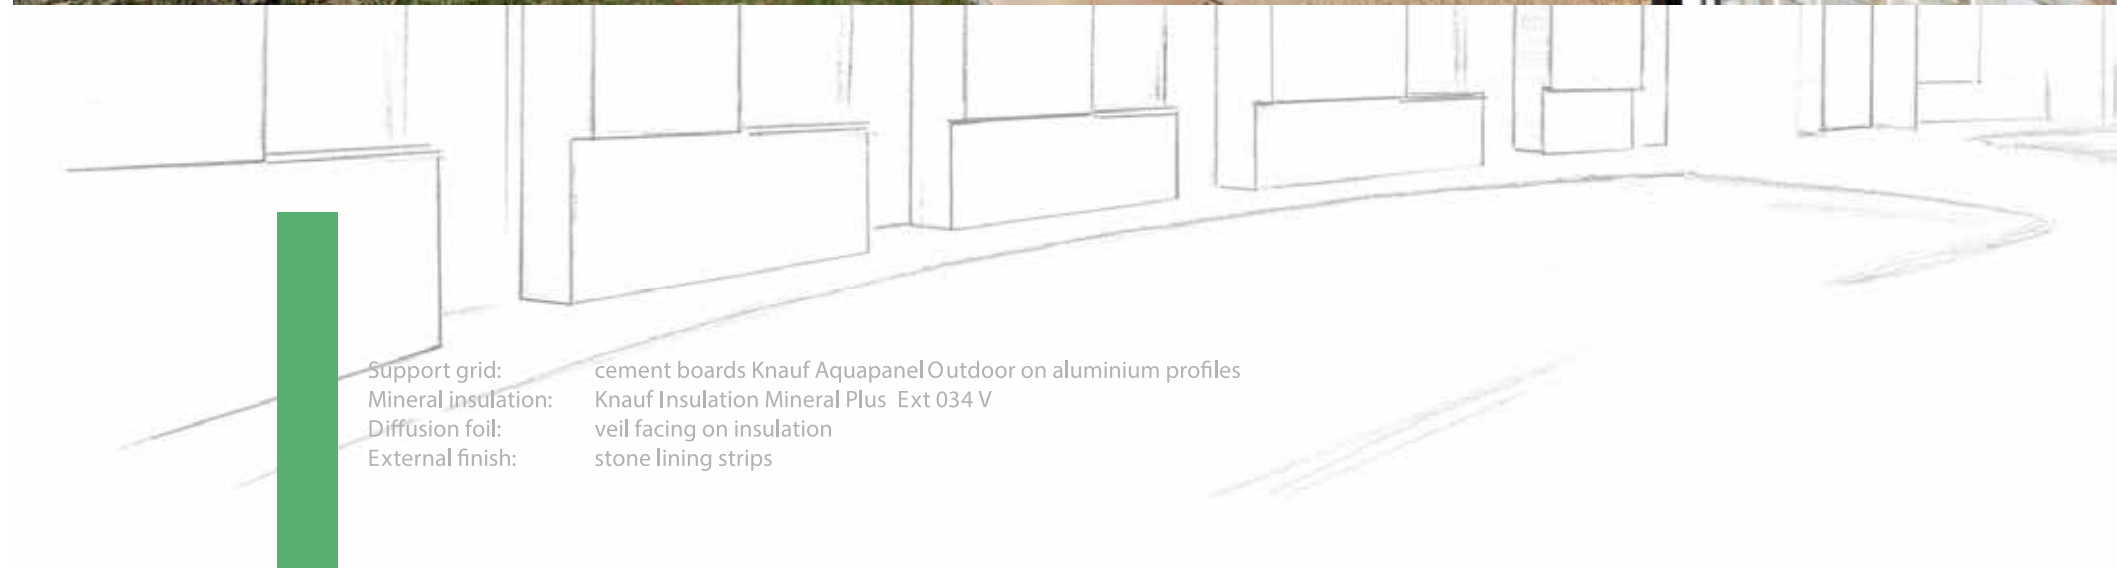 Support grid: cement boards Knauf Aquapanel Outdoor on aluminium profiles
Mineral insulation: Knauf Insulation Mineral Plus Ext 034 V
Diffusion foil: veil facing on insulation
External finish: stone lining strips